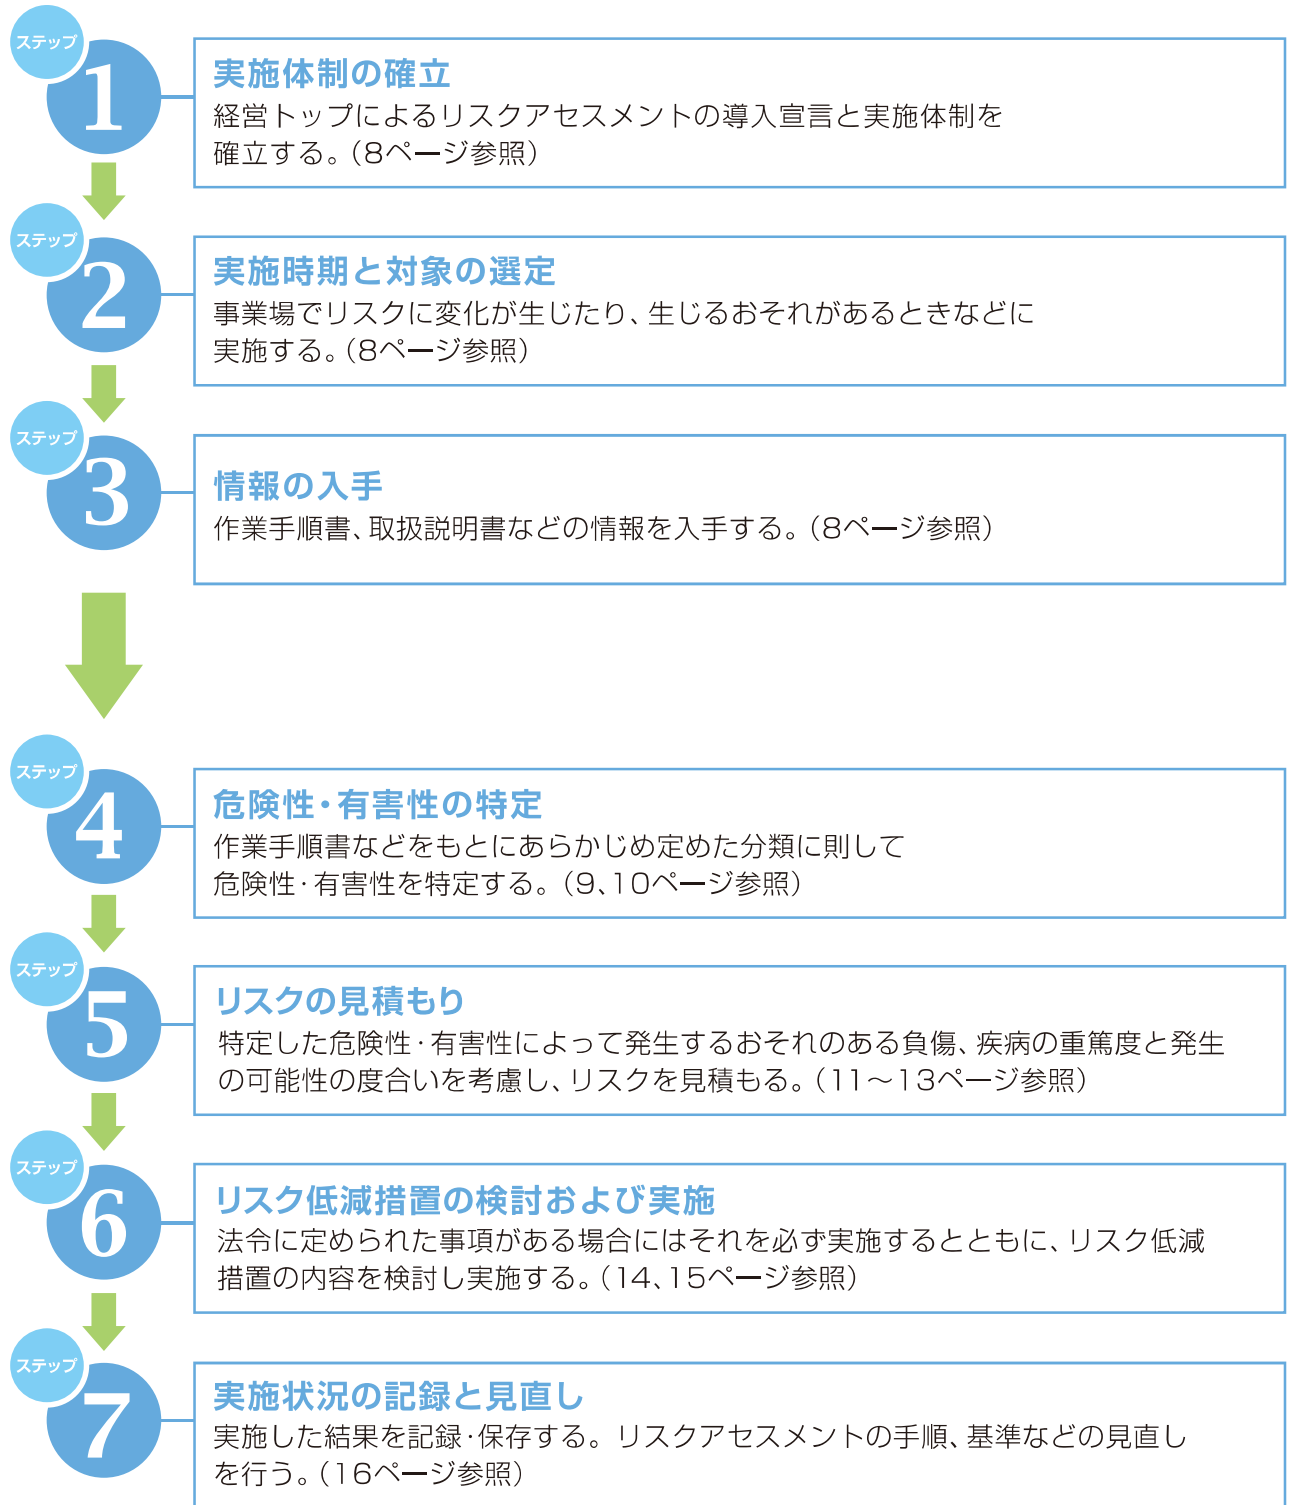 ステップ
1
実施体制の確立
経営トップによるリスクアセスメントの導入宣言と実施体制を
確立する。(8ページ参照)
ステップ
2
実施時期と対象の選定
事業場でリスクに変化が生じたり、生じるおそれがあるときなどに
実施する。(8ページ参照)
ステップ
3
情報の入手
作業手順書、取扱説明書などの情報を入手する。(8ページ参照)
ステップ
4
危険性・有害性の特定
作業手順書などをもとにあらかじめ定めた分類に則して
危険性・有害性を特定する。(9、10ページ参照)
ステップ
5
リスクの見積もり
特定した危険性・有害性によって発生するおそれのある負傷、疾病の重篤度と発生
の可能性の度合いを考慮し、リスクを見積もる。(11~13ページ参照)
ステップ
6
リスク低減措置の検討および実施
法令に定められた事項がある場合にはそれを必ず実施するとともに、リスク低減
措置の内容を検討し実施する。(14、15ページ参照)
ステップ
7
実施状況の記録と見直し
実施した結果を記録・保存する。リスクアセスメントの手順、基準などの見直し
を行う。(16ページ参照)